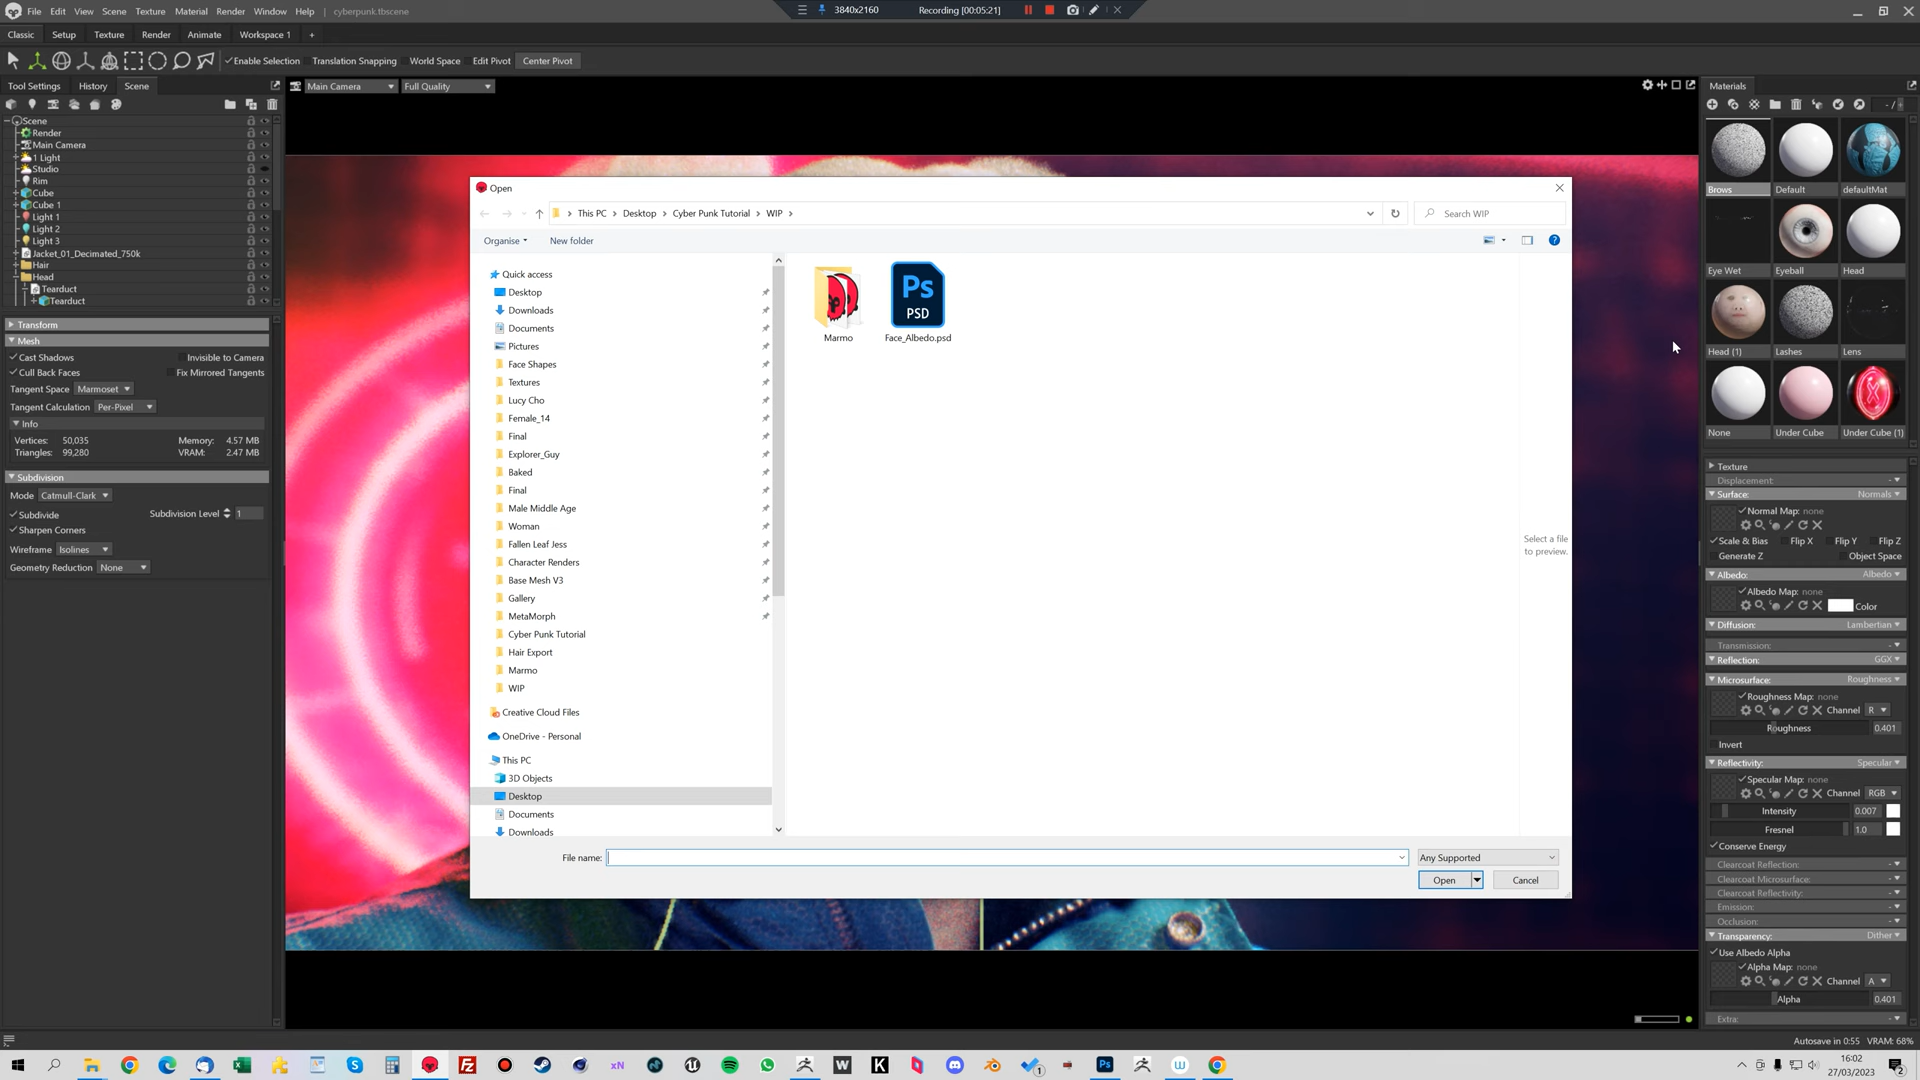 File Edit View Scene Texture Material Render Window Help cyberpunk.tbscene
3840x2160 Recording [00:05:21]
Classic Setup Texture Render Animate Workspace 1 +
Enable Selection Translation Snapping World Space Edit Pivot Center Pivot
Tool Settings History Scene
Main Camera Full Quality
Scene
Render
Main Camera
1 Light
Studio
Rim
Cube
Cube 1
Light 1
Light 2
Light 3
Jacket_01_Decimated_750k
Hair
Head
Tearduct
Tearduct
Transform
Mesh
Cast Shadows Invisible to Camera
Cull Back Faces Fix Mirrored Tangents
Tangent Space Marmoset
Tangent Calculation Per-Pixel
Info
Vertices: 50,035 Memory: 4.57 MB
Triangles: 99,280 VRAM: 2.47 MB
Subdivision
Mode Catmull-Clark
Subdivide Subdivision Level 1
Sharpen Corners
Wireframe Isolines
Geometry Reduction None
Open
This PC > Desktop > Cyber Punk Tutorial > WIP >
Search WIP
Organise New folder
Quick access
Desktop
Downloads
Documents
Pictures
Face Shapes
Textures
Lucy Cho
Female_14
Final
Explorer_Guy
Baked
Final
Male Middle Age
Woman
Fallen Leaf Jess
Character Renders
Base Mesh V3
Gallery
MetaMorph
Cyber Punk Tutorial
Hair Export
Marmo
WIP
Creative Cloud Files
OneDrive - Personal
This PC
3D Objects
Desktop
Documents
Downloads
Ps
PSD
Marmo Face_Albedo.psd
Select a file
to preview.
File name: Any Supported
Open Cancel
Materials
Brows Default defaultMat
Eye Wet Eyeball Head
Head (1) Lashes Lens
None Under Cube Under Cube (1)
Texture
Displacement:
Surface: Normals
Normal Map: none
Scale & Bias Flip X Flip Y Flip Z
Generate Z Object Space
Albedo: Albedo
Albedo Map: none
Color
Diffusion: Lambertian
Transmission:
Reflection: GGX
Microsurface: Roughness
Roughness Map: none
Channel R
Roughness 0.401
Invert
Reflectivity: Specular
Specular Map: none
Channel RGB
Intensity 0.007
Fresnel 1.0
Conserve Energy
Clearcoat Reflection:
Clearcoat Microsurface:
Clearcoat Reflectivity:
Emission:
Occlusion:
Transparency: Dither
Use Albedo Alpha
Alpha Map: none
Channel A
Alpha 0.401
Extra:
Autosave in 0:55 VRAM: 68%
16:02
27/03/2023